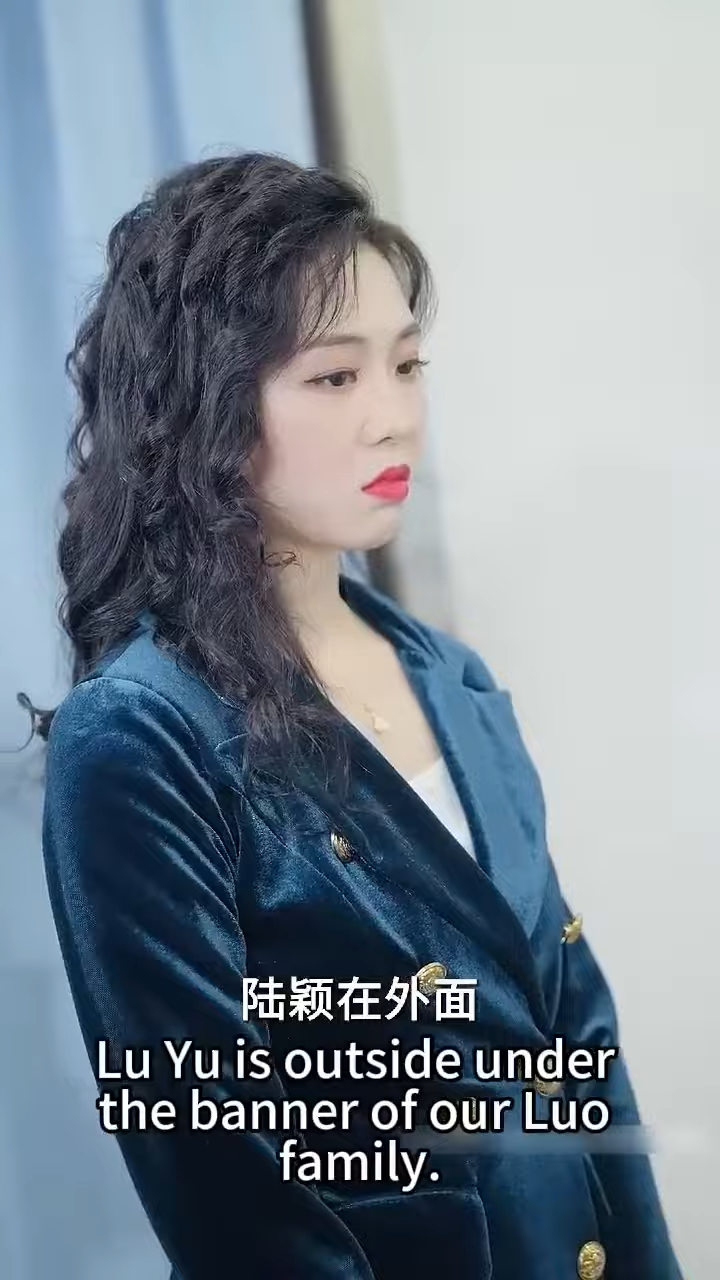 陆颖在外面
Lu Yu is outside under
the banner of our Luo
family.